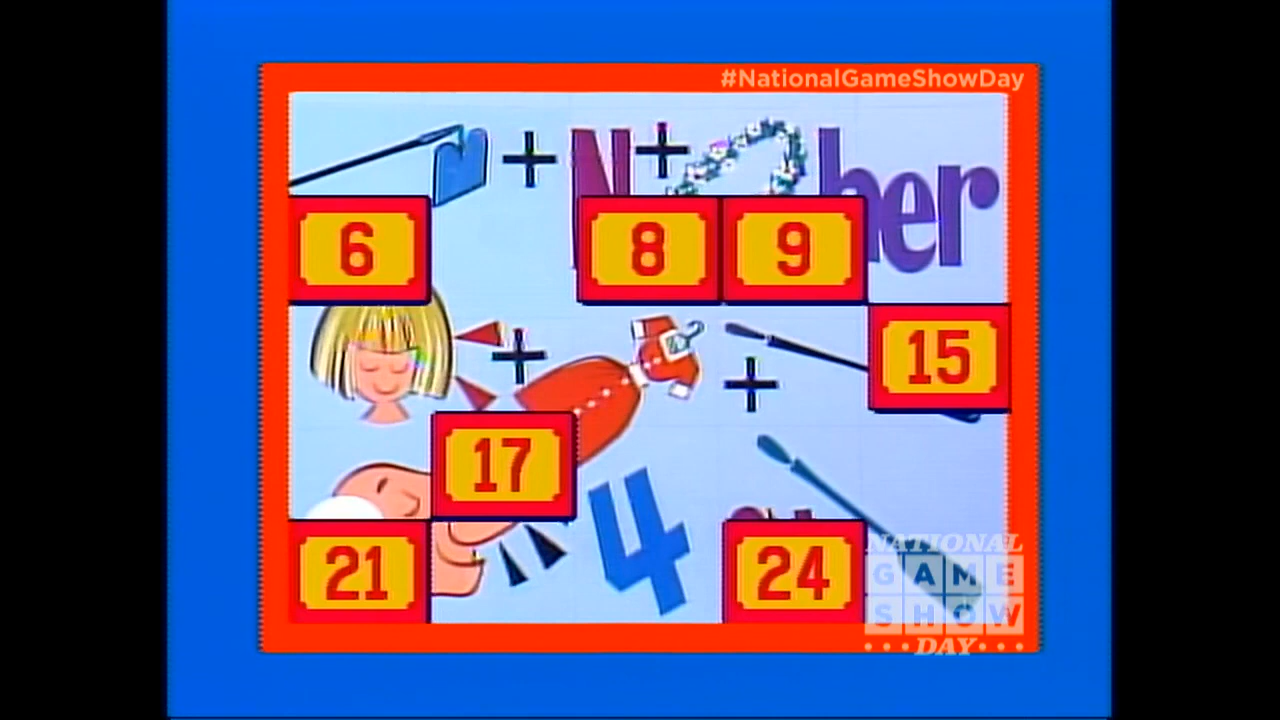 #NationalGameShowDay
+ N + her
6 8 9
+ + 15
17
4
21 24
NATIONAL
GAME
SHOW
DAY